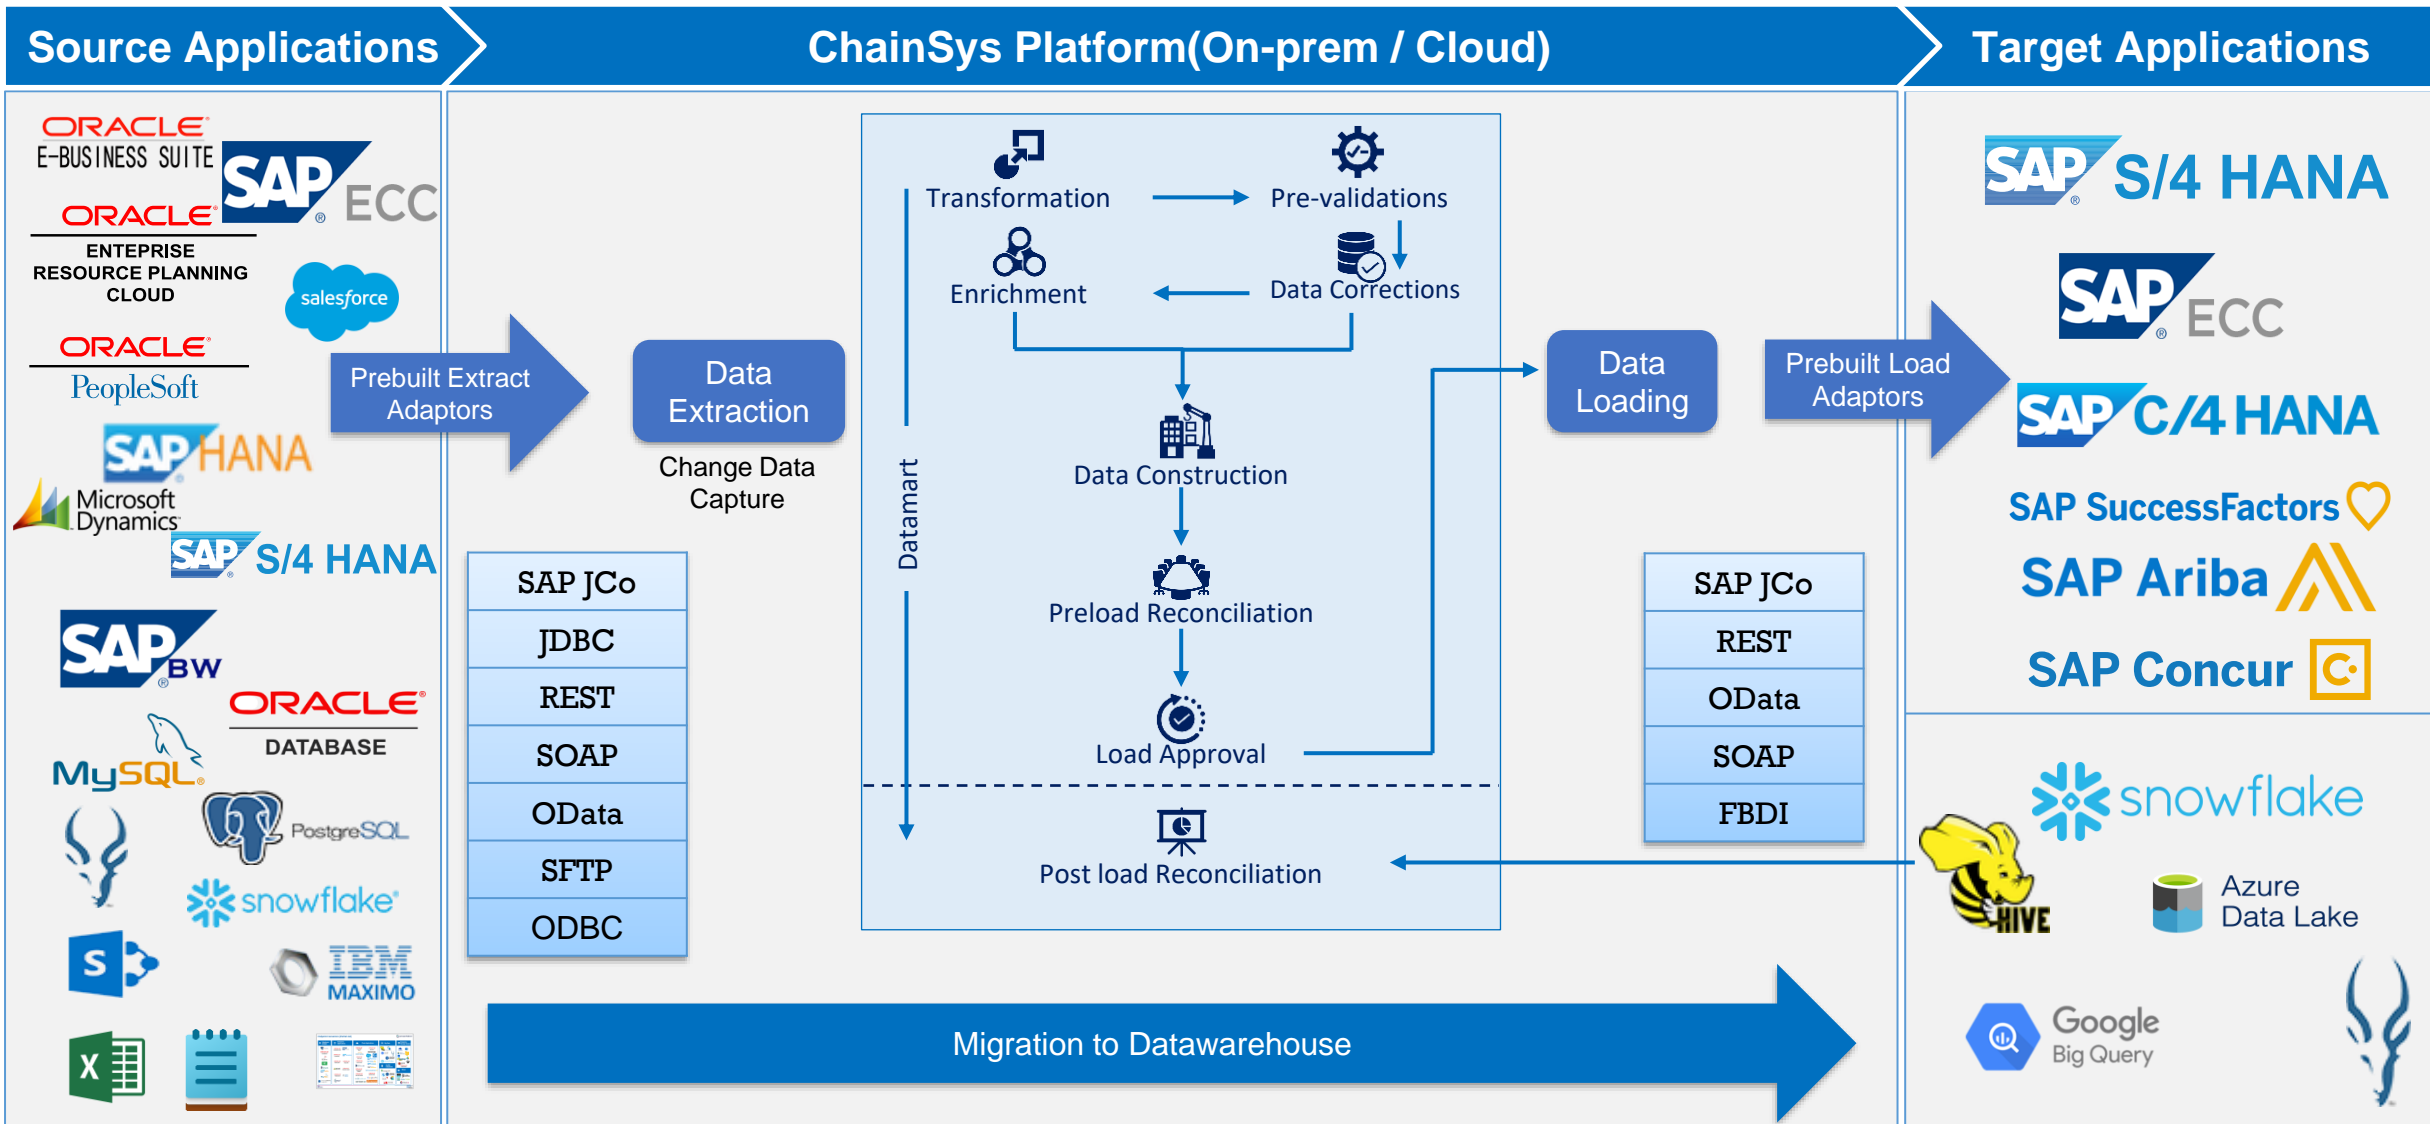 Source Applications
ChainSys Platform(On-prem / Cloud)
Target Applications
ORACLE
E-BUSINESS SUITE
SAP
ECC
ORACLE
ENTEPRISE
RESOURCE PLANNING
CLOUD
salesforce
ORACLE
PeopleSoft
SAP HANA
Microsoft
Dynamics
SAP S/4 HANA
SAP
BW
ORACLE
DATABASE
MySQL
PostgreSQL
snowflake
S
IBM
MAXIMO
X
Prebuilt Extract
Adaptors
Data
Extraction
Change Data
Capture
SAP JCo
JDBC
REST
SOAP
OData
SFTP
ODBC
Datamart
Transformation
Pre-validations
Enrichment
Data Corrections
Data Construction
Preload Reconciliation
Load Approval
Post load Reconciliation
Data
Loading
Prebuilt Load
Adaptors
SAP JCo
REST
OData
SOAP
FBDI
Migration to Datawarehouse
SAP S/4 HANA
SAP
ECC
SAP C/4 HANA
SAP SuccessFactors
SAP Ariba
SAP Concur C
snowflake
HIVE
Azure
Data Lake
Google
Big Query